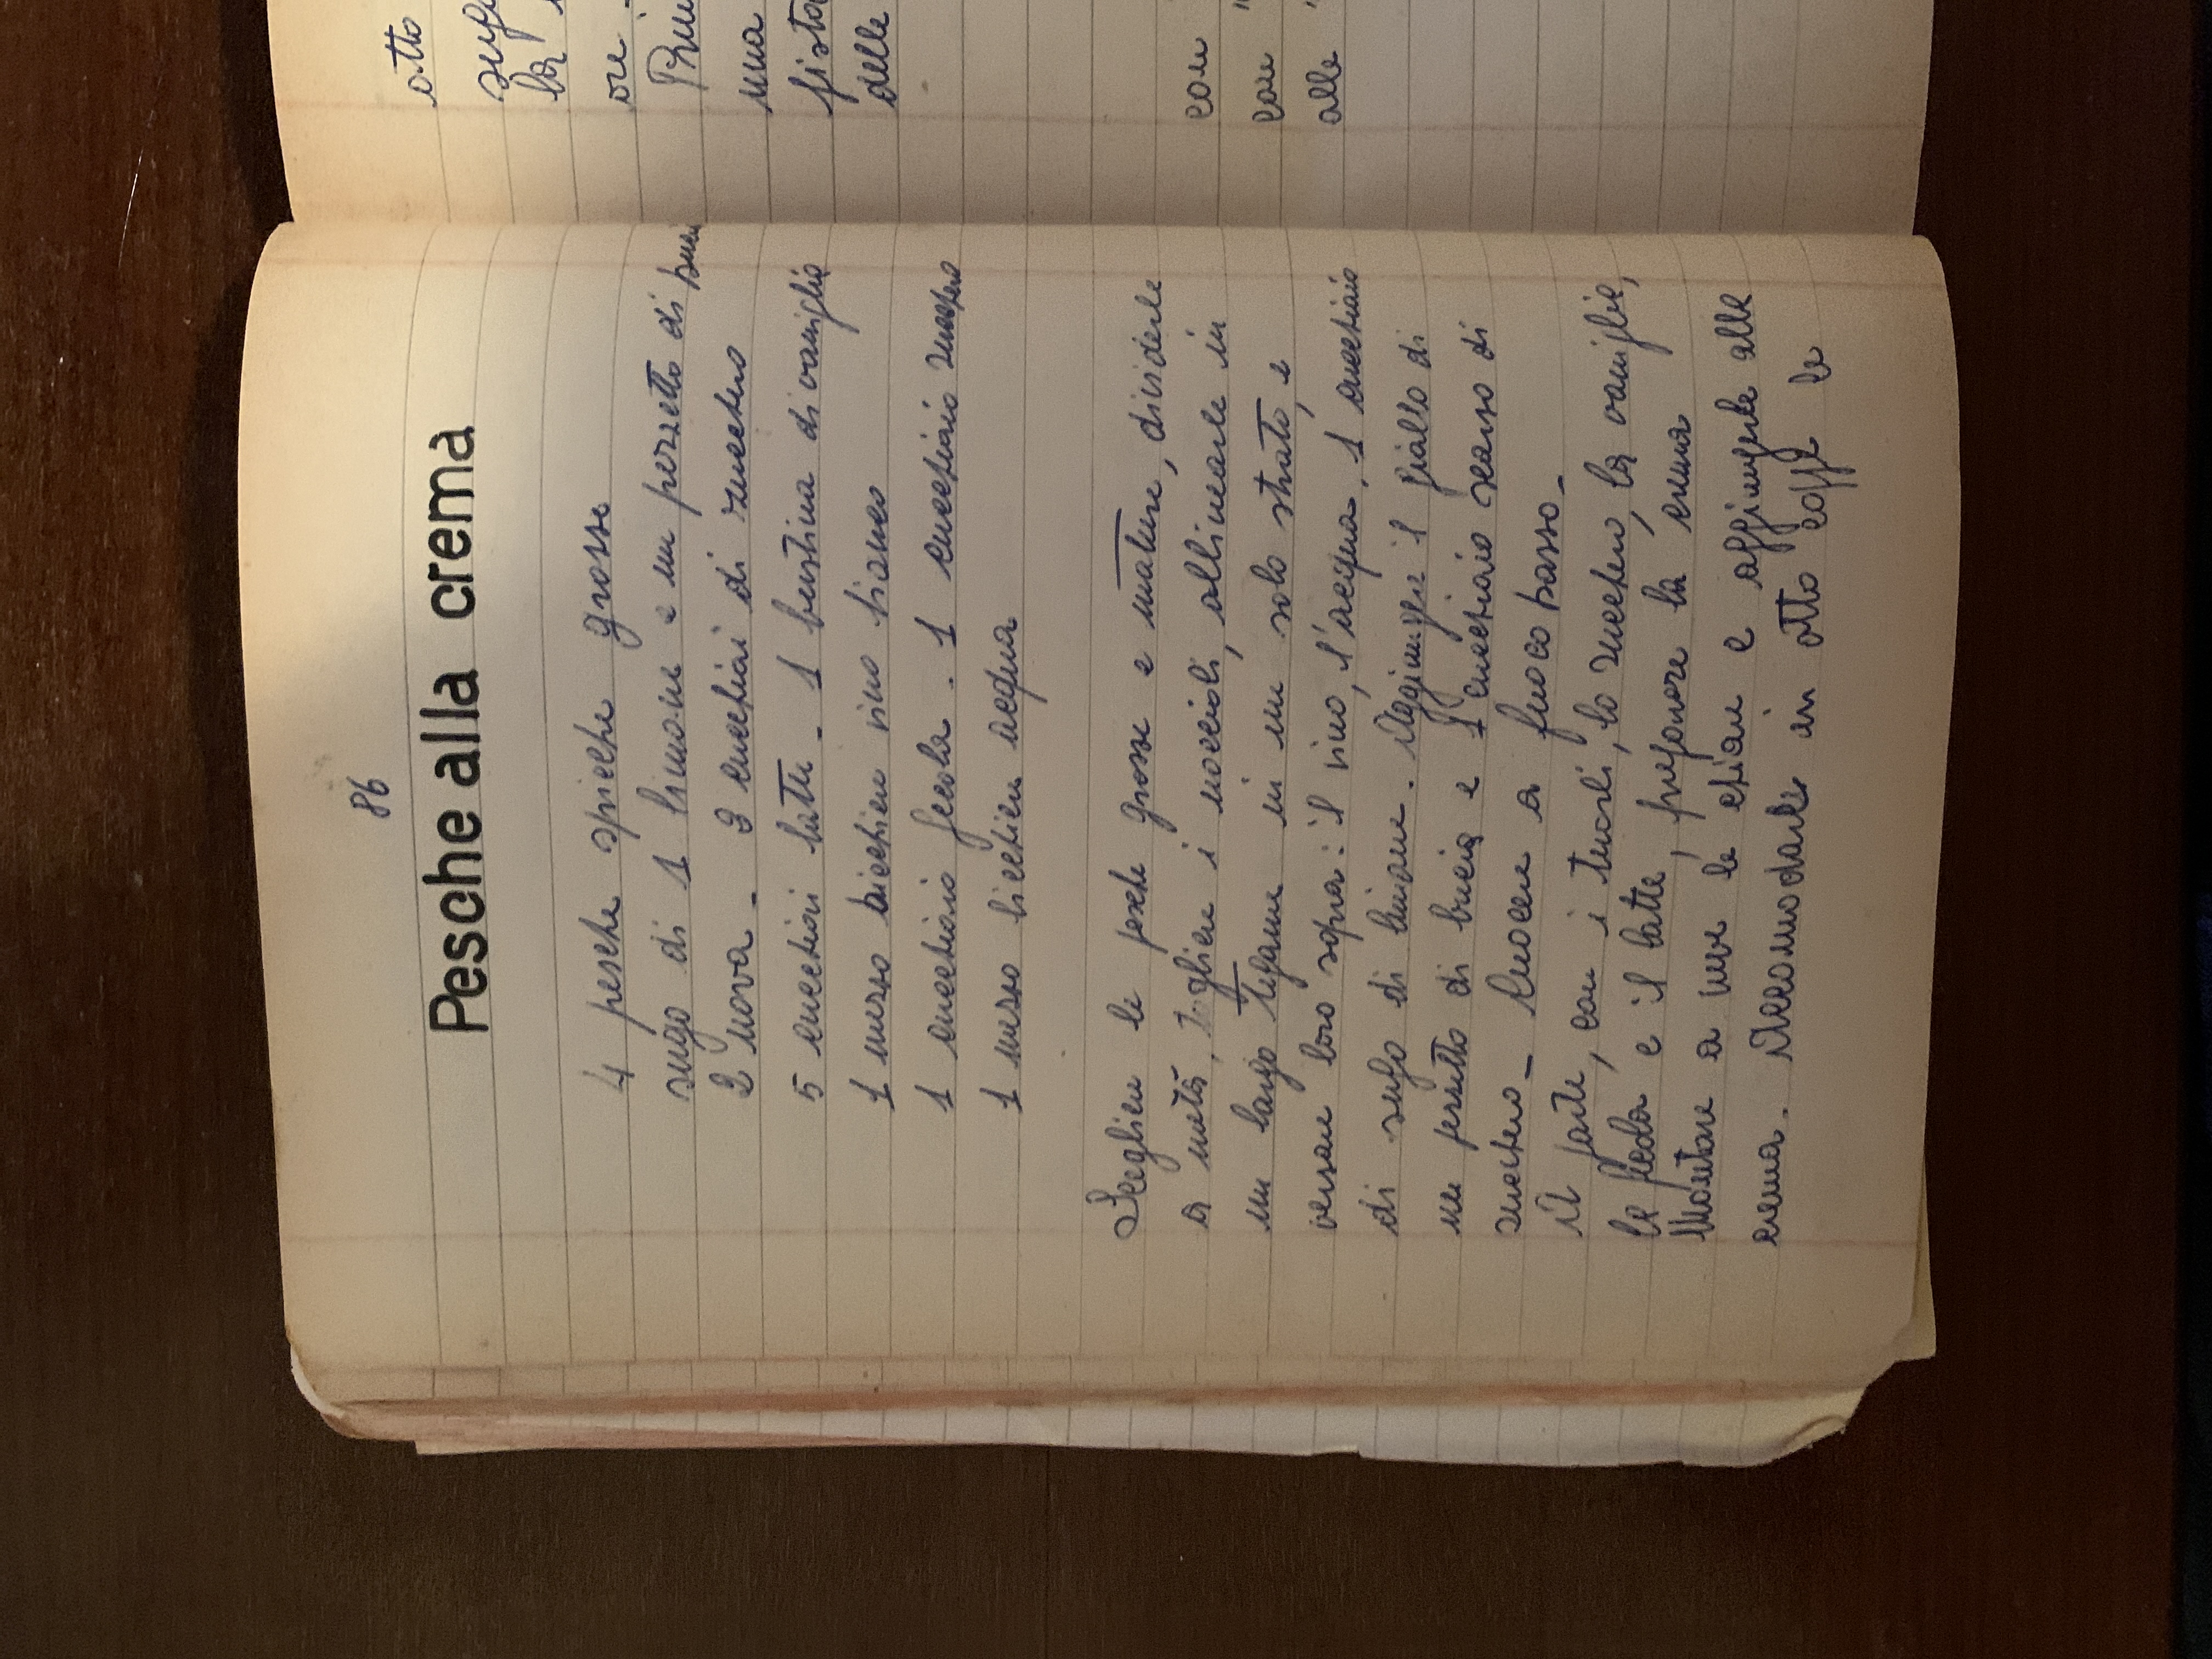 86
Pesche alla crema
4 pesche spicche grosse
sugo di 1 limone e un pezzetto di buccia
2 uova - 3 cucchiai di zucchero
5 cucchiai latte - 1 bustina di vaniglia
1 mezzo bicchiere vino bianco
1 cucchiaio fecola - 1 cucchiaio zucchero
1 mezzo bicchiere acqua
Scegliere le pesche grosse e mature, dividerle
a metà, togliere i noccioli, allinearle in
un largo tegame in un solo strato, e
versare loro sopra: il vino, l'acqua, 1 cucchiaio
di sugo di limone. Aggiungere il giallo di
un pezzetto di buccia e 1 cucchiaio scarso di
zucchero - Cuocere a fuoco basso -
A parte, con i tuorli, lo zucchero, la vaniglia,
la fecola e il latte, preparare la crema
Montare a neve le chiare e aggiungerle alla
crema. Accomodarle in otto coppe le
otto
la
ore -
una
delle
con
con "
alle "